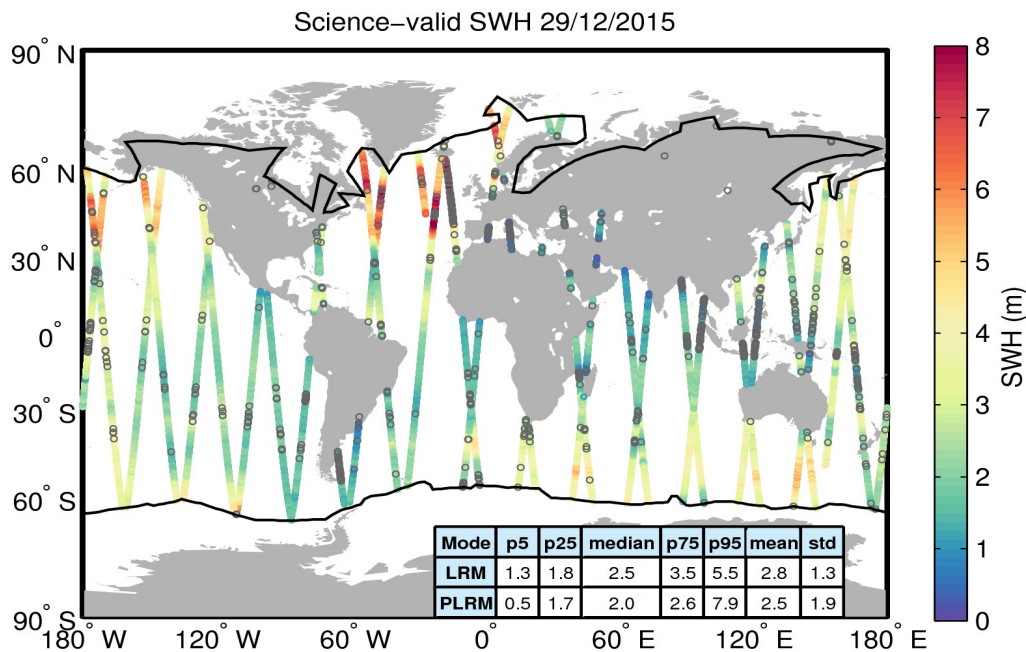 Science−valid SWH 29/12/2015
90° N
60° N
30° N
0°
30° S
60° S
90° S
180° W
120° W
60° W
0°
60° E
120° E
180° E
Mode p5 p25 median p75 p95 mean std
LRM 1.3 1.8 2.5 3.5 5.5 2.8 1.3
PLRM 0.5 1.7 2.0 2.6 7.9 2.5 1.9
8
7
6
5
4
3
2
1
0
SWH (m)